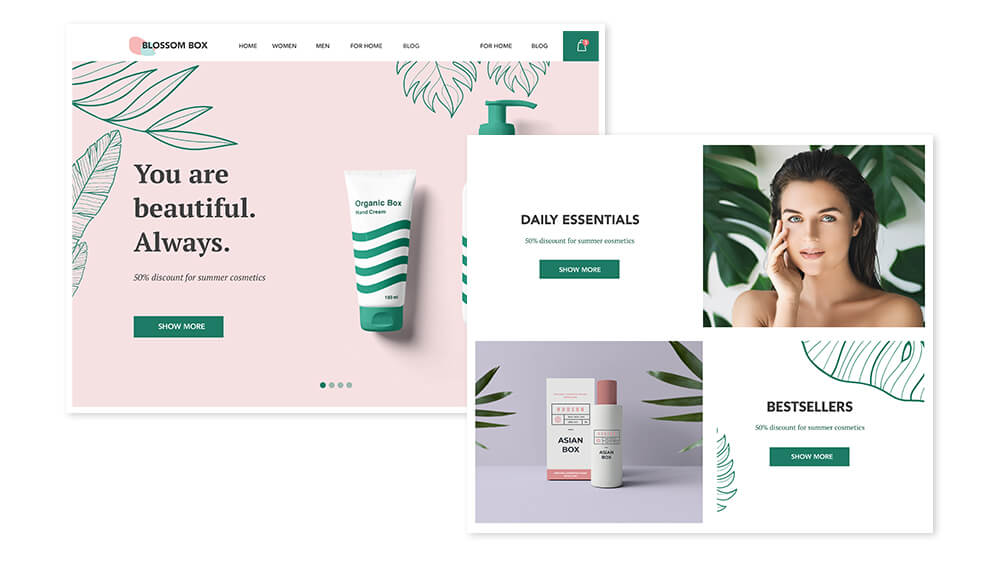 BLOSSOM BOX
HOME WOMEN MEN FOR HOME BLOG FOR HOME BLOG
You are
beautiful.
Always.
50% discount for summer cosmetics
SHOW MORE
Organic Box
Hand Cream
100 ml
DAILY ESSENTIALS
50% discount for summer cosmetics
SHOW MORE
ASIAN
BOX
ASIAN
BOX
BESTSELLERS
50% discount for summer cosmetics
SHOW MORE